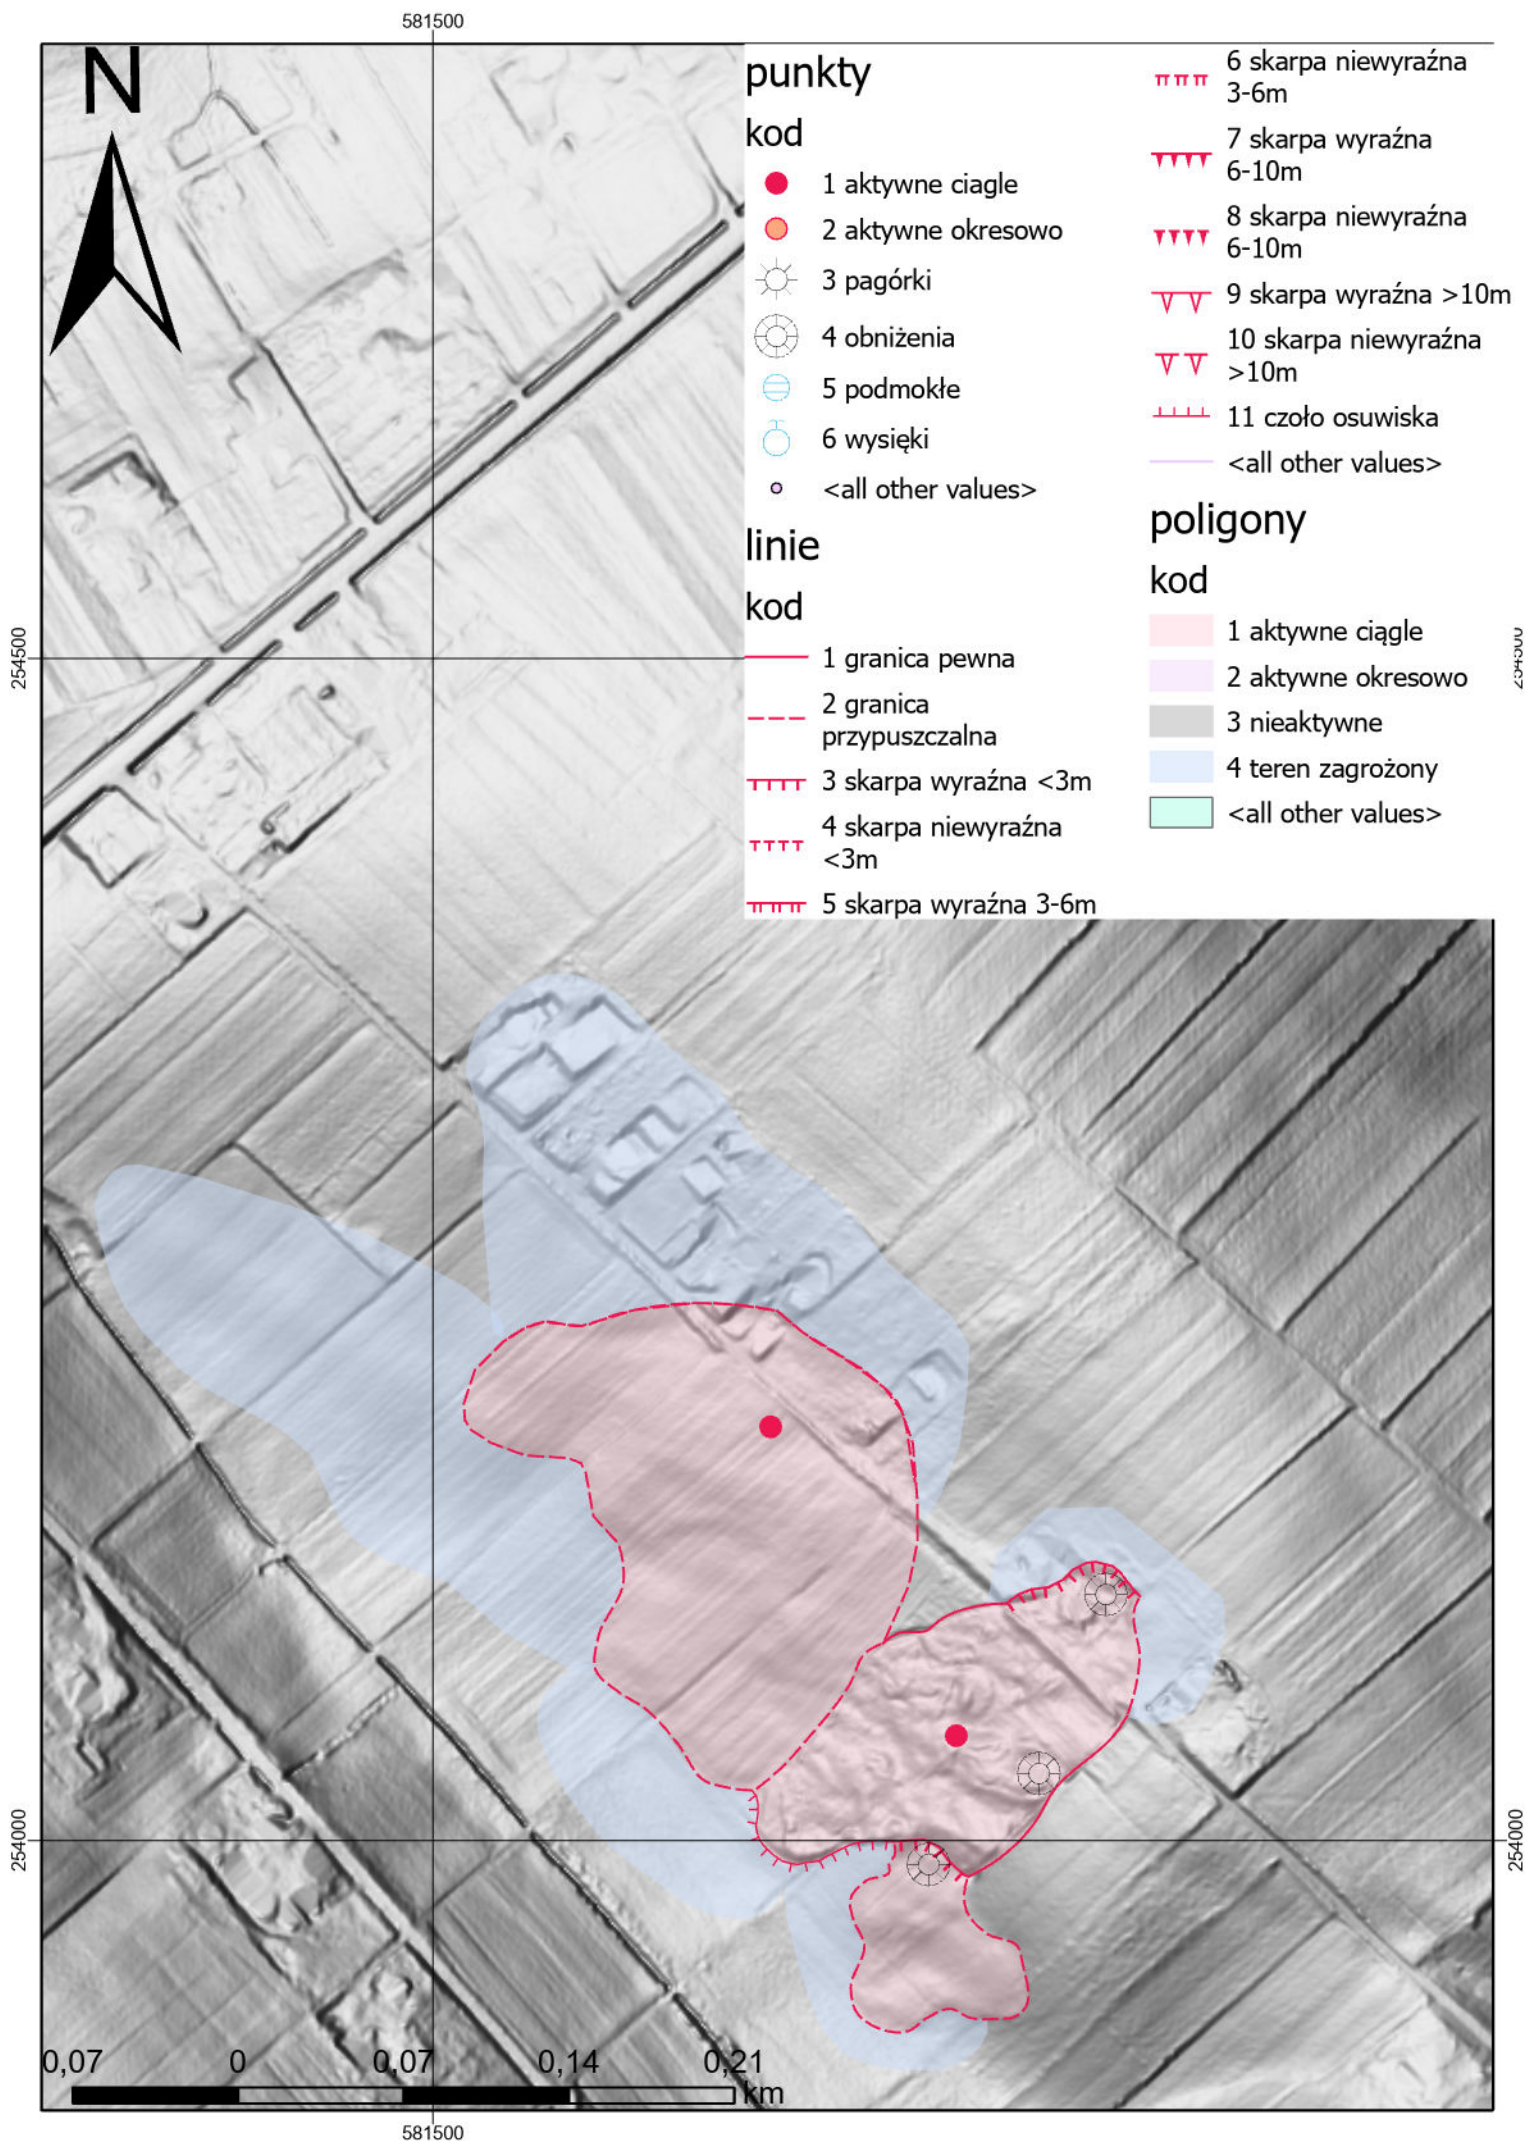 581500
N
punkty
kod
1 aktywne ciagle
2 aktywne okresowo
3 pagórki
4 obniżenia
5 podmokłe
6 wysięki
<all other values>
linie
kod
1 granica pewna
2 granica
przypuszczalna
3 skarpa wyraźna <3m
4 skarpa niewyraźna
<3m
5 skarpa wyraźna 3-6m
6 skarpa niewyraźna
3-6m
7 skarpa wyraźna
6-10m
8 skarpa niewyraźna
6-10m
9 skarpa wyraźna >10m
10 skarpa niewyraźna
>10m
11 czoło osuwiska
<all other values>
poligony
kod
1 aktywne ciągle
2 aktywne okresowo
3 nieaktywne
4 teren zagrożony
<all other values>
254500
254500
254000
254000
0,07 0 0,07 0,14 0,21
km
581500